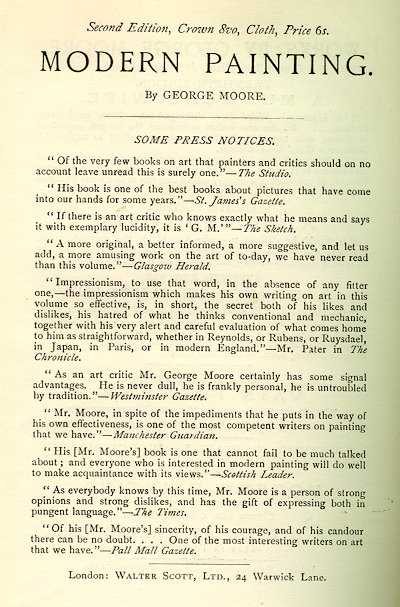 Second Edition, Crown 8vo, Cloth, Price 6s.
MODERN PAINTING.
By GEORGE MOORE.
SOME PRESS NOTICES.
“Of the very few books on art that painters and critics should on no
account leave unread this is surely one.”—The Studio.
“His book is one of the best books about pictures that have come
into our hands for some years.”—St. James's Gazette.
“If there is an art critic who knows exactly what he means and says
it with exemplary lucidity, it is ‘G. M.’”—The Sketch.
“A more original, a better informed, a more suggestive, and let us
add, a more amusing work on the art of to-day, we have never read
than this volume.”—Glasgow Herald.
“Impressionism, to use that word, in the absence of any fitter
one,—the impressionism which makes his own writing on art in this
volume so effective, is, in short, the secret both of his likes and
dislikes, his hatred of what he thinks conventional and mechanic,
together with his very alert and careful evaluation of what comes home
to him as straightforward, whether in Reynolds, or Rubens, or Ruysdael,
in Japan, in Paris, or in modern England.”—Mr. Pater in The
Chronicle.
“As an art critic Mr. George Moore certainly has some signal
advantages. He is never dull, he is frankly personal, he is untroubled
by tradition.”—Westminster Gazette.
“Mr. Moore, in spite of the impediments that he puts in the way of
his own effectiveness, is one of the most competent writers on painting
that we have.”—Manchester Guardian.
“His [Mr. Moore's] book is one that cannot fail to be much talked
about; and everyone who is interested in modern painting will do well
to make acquaintance with its views.”—Scottish Leader.
“As everybody knows by this time, Mr. Moore is a person of strong
opinions and strong dislikes, and has the gift of expressing both in
pungent language.”—The Times.
“Of his [Mr. Moore's] sincerity, of his courage, and of his candour
there can be no doubt. . . . One of the most interesting writers on art
that we have.”—Pall Mall Gazette.
London: WALTER SCOTT, LTD., 24 Warwick Lane.